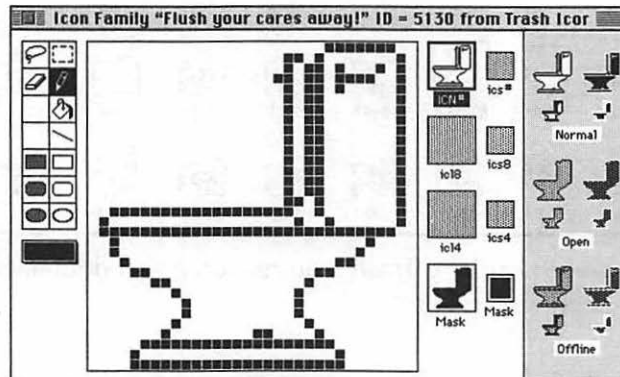 Icon Family “Flush your cares away!” ID = 5130 from Trash Icor
ICN#
ics#
Normal
icl8
ics8
Open
icl4
ics4
Mask
Mask
Offline